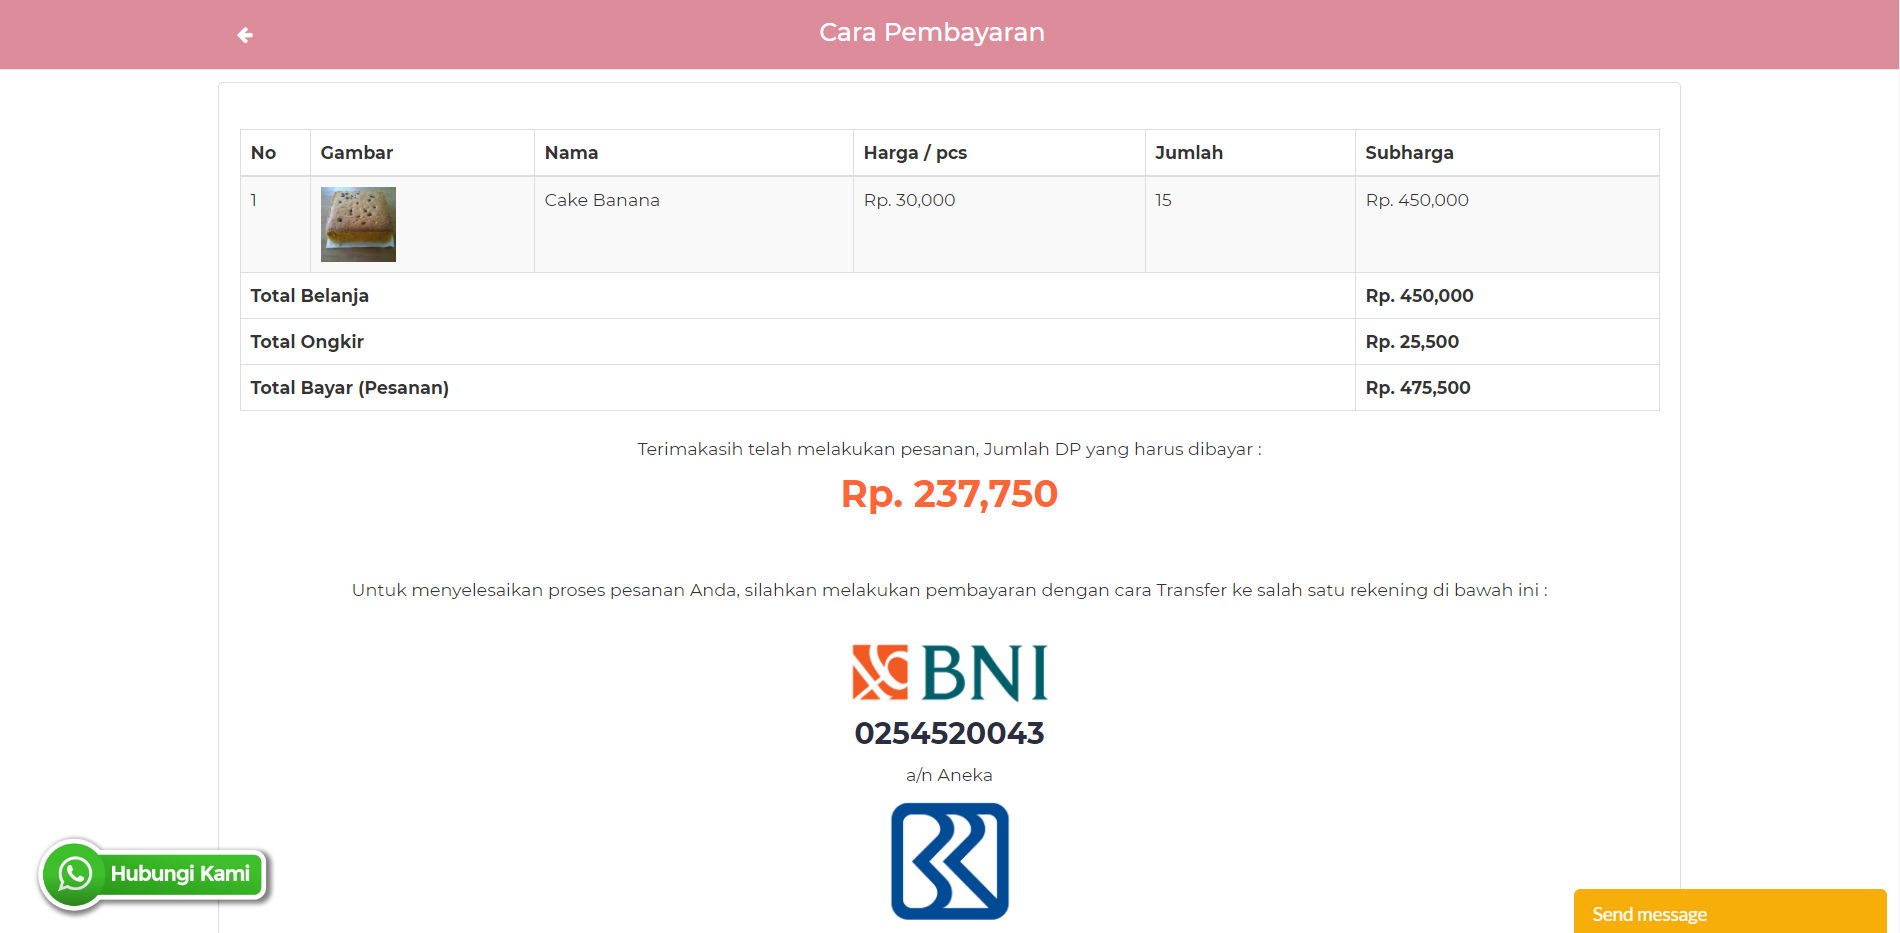 Cara Pembayaran
No Gambar Nama Harga / pcs Jumlah Subharga
1 Cake Banana Rp. 30,000 15 Rp. 450,000
Total Belanja Rp. 450,000
Total Ongkir Rp. 25,500
Total Bayar (Pesanan) Rp. 475,500
Terimakasih telah melakukan pesanan, Jumlah DP yang harus dibayar :
Rp. 237,750
Untuk menyelesaikan proses pesanan Anda, silahkan melakukan pembayaran dengan cara Transfer ke salah satu rekening di bawah ini :
BNI
0254520043
a/n Aneka
Hubungi Kami
Send message